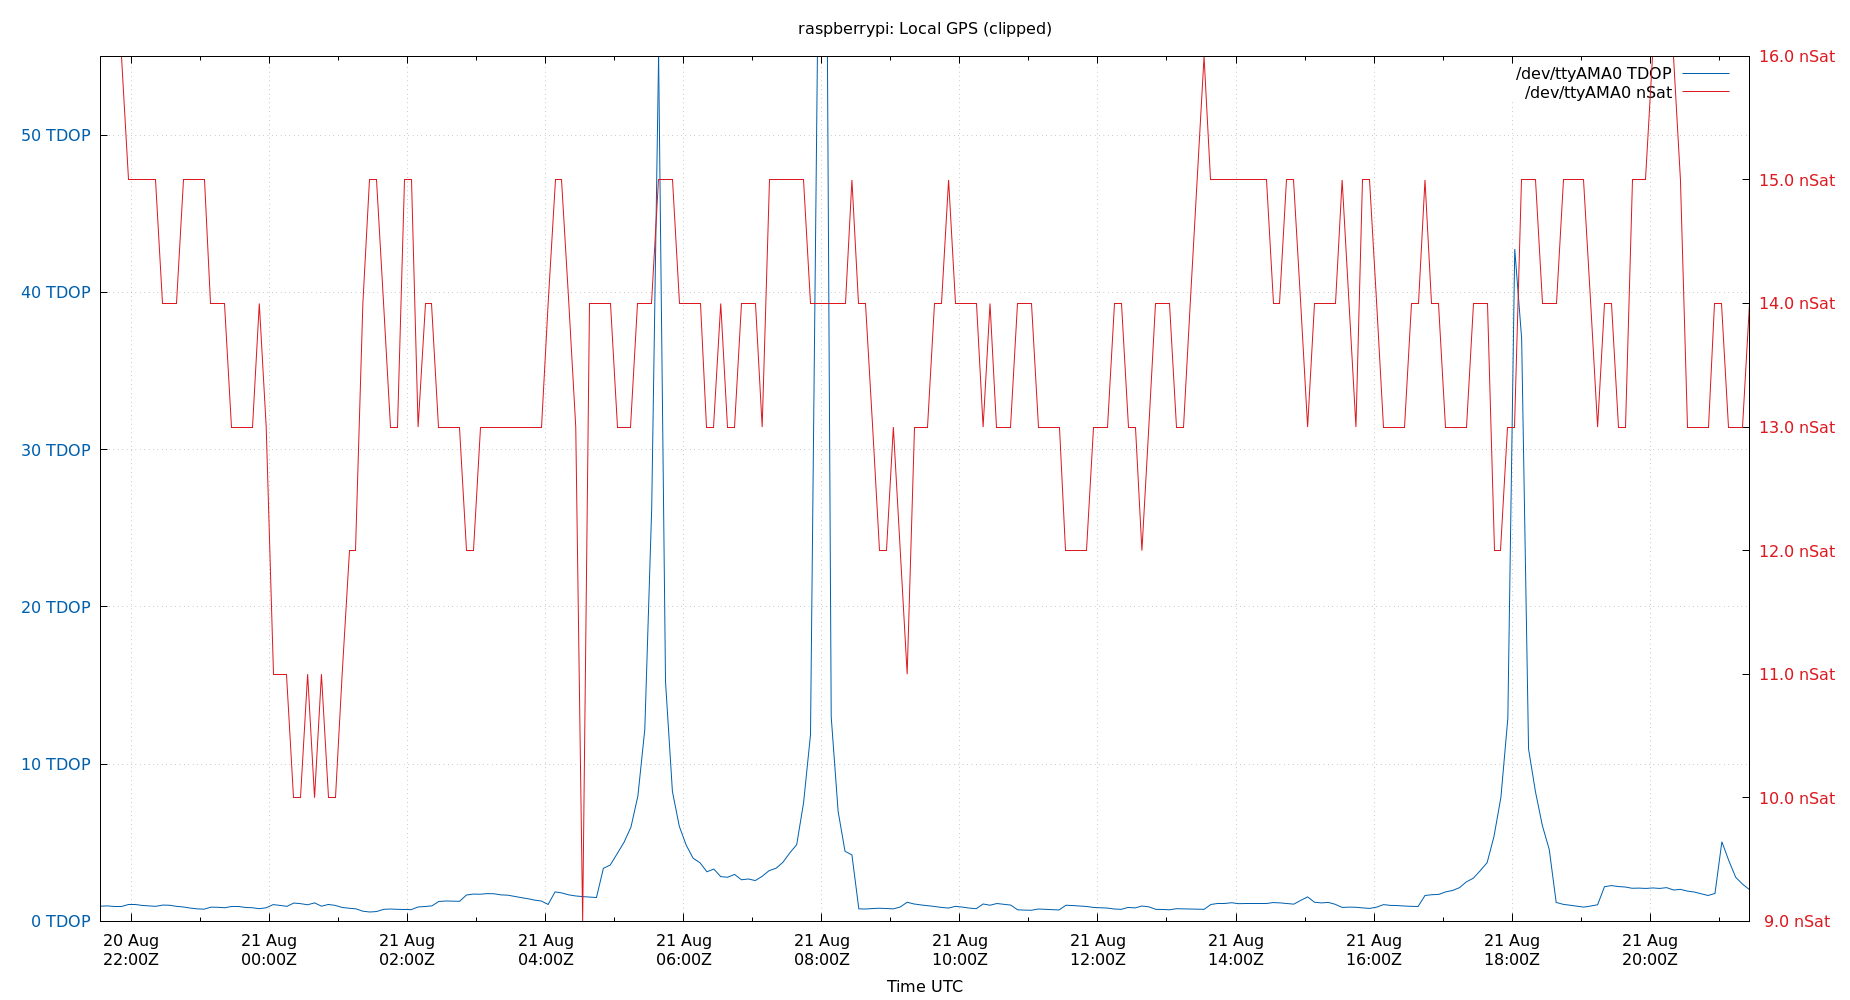 raspberrypi: Local GPS (clipped)
/dev/ttyAMA0 TDOP
/dev/ttyAMA0 nSat
50 TDOP
40 TDOP
30 TDOP
20 TDOP
10 TDOP
0 TDOP
16.0 nSat
15.0 nSat
14.0 nSat
13.0 nSat
12.0 nSat
11.0 nSat
10.0 nSat
9.0 nSat
20 Aug
22:00Z
21 Aug
00:00Z
21 Aug
02:00Z
21 Aug
04:00Z
21 Aug
06:00Z
21 Aug
08:00Z
21 Aug
10:00Z
21 Aug
12:00Z
21 Aug
14:00Z
21 Aug
16:00Z
21 Aug
18:00Z
21 Aug
20:00Z
Time UTC